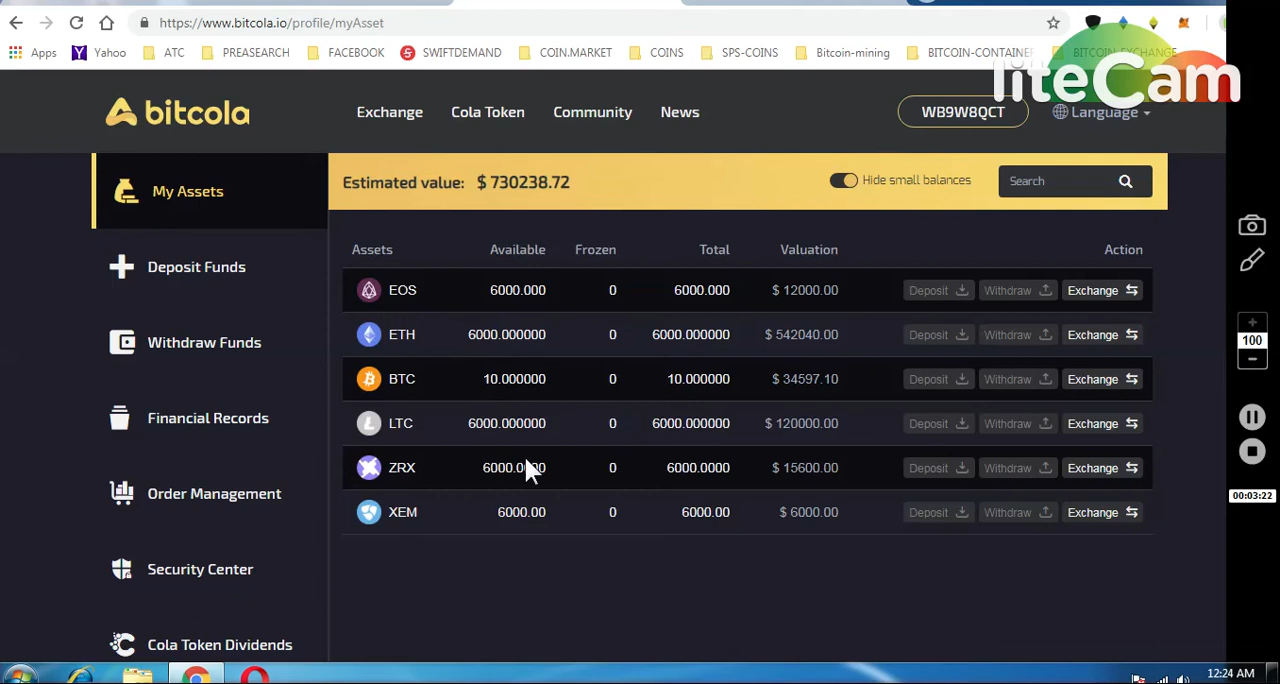 https://www.bitcola.io/profile/myAsset
Apps Yahoo ATC PREASEARCH FACEBOOK SWIFTDEMAND COIN.MARKET COINS SPS-COINS Bitcoin-mining BITCOIN-CONTAINER BITCOIN-EXCHANGE
liteCam
bitcola Exchange Cola Token Community News WB9W8QCT Language
My Assets
Deposit Funds
Withdraw Funds
Financial Records
Order Management
Security Center
Cola Token Dividends
Estimated value: $ 730238.72 Hide small balances Search
Assets Available Frozen Total Valuation Action
EOS 6000.000 0 6000.000 $ 12000.00 Deposit Withdraw Exchange
ETH 6000.000000 0 6000.000000 $ 542040.00 Deposit Withdraw Exchange
BTC 10.000000 0 10.000000 $ 34597.10 Deposit Withdraw Exchange
LTC 6000.000000 0 6000.000000 $ 120000.00 Deposit Withdraw Exchange
ZRX 6000.0000 0 6000.0000 $ 15600.00 Deposit Withdraw Exchange
XEM 6000.00 0 6000.00 $ 6000.00 Deposit Withdraw Exchange
100
00:03:22
12:24 AM